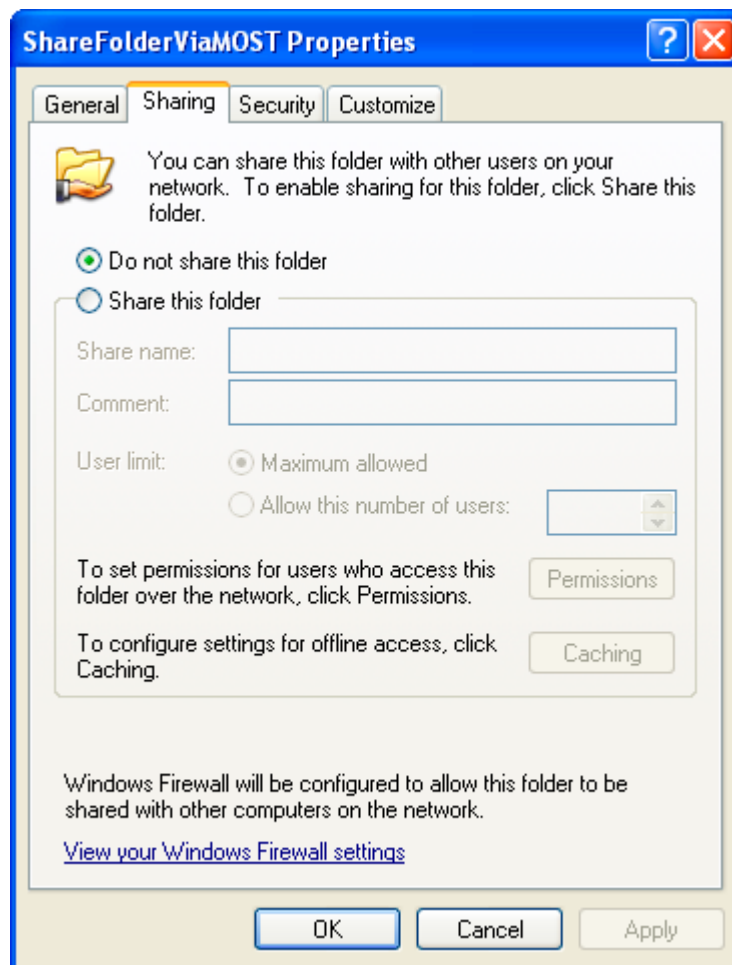 ShareFolderViaMOST Properties
?
General Sharing Security Customize
You can share this folder with other users on your
network. To enable sharing for this folder, click Share this
folder.
Do not share this folder
Share this folder
Share name:
Comment:
User limit: Maximum allowed
Allow this number of users:
To set permissions for users who access this
folder over the network, click Permissions.
Permissions
To configure settings for offline access, click
Caching.
Caching
Windows Firewall will be configured to allow this folder to be
shared with other computers on the network.
View your Windows Firewall settings
OK Cancel Apply